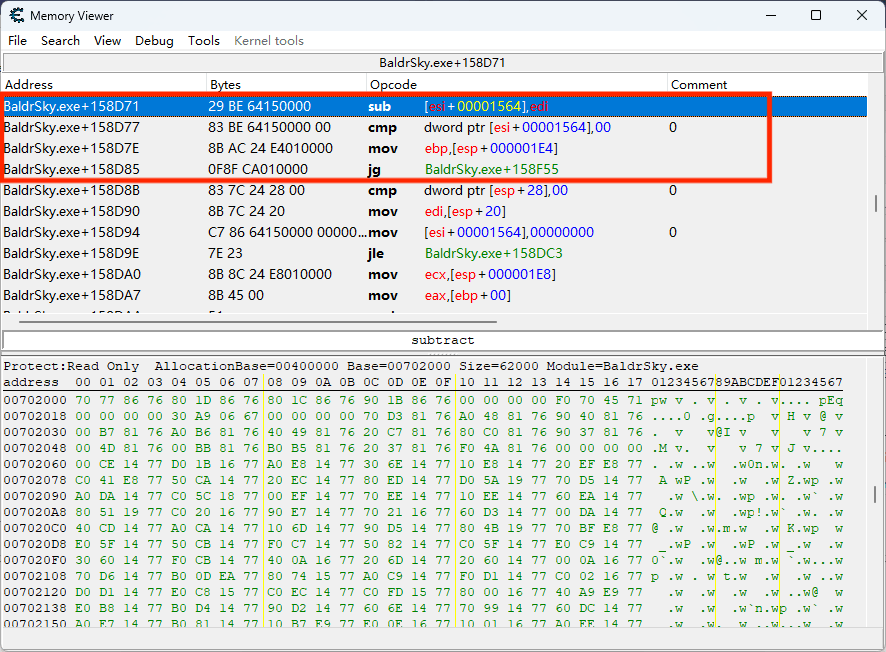 Memory Viewer
File Search View Debug Tools Kernel tools
BaldrSky.exe+158D71
Address Bytes Opcode Comment
BaldrSky.exe+158D71 29 BE 64150000 sub [esi+00001564],edi
BaldrSky.exe+158D77 83 BE 64150000 00 cmp dword ptr [esi+00001564],00 0
BaldrSky.exe+158D7E 8B AC 24 E4010000 mov ebp,[esp+000001E4]
BaldrSky.exe+158D85 0F8F CA010000 jg BaldrSky.exe+158F55
BaldrSky.exe+158D8B 83 7C 24 28 00 cmp dword ptr [esp+28],00 0
BaldrSky.exe+158D90 8B 7C 24 20 mov edi,[esp+20]
BaldrSky.exe+158D94 C7 86 64150000 00000... mov [esi+00001564],00000000 0
BaldrSky.exe+158D9E 7E 23 jle BaldrSky.exe+158DC3
BaldrSky.exe+158DA0 8B 8C 24 E8010000 mov ecx,[esp+000001E8]
BaldrSky.exe+158DA7 8B 45 00 mov eax,[ebp+00]
subtract
Protect:Read Only AllocationBase=00400000 Base=00702000 Size=62000 Module=BaldrSky.exe
address 00 01 02 03 04 05 06 07 08 09 0A 0B 0C 0D 0E 0F 10 11 12 13 14 15 16 17 0123456789ABCDEF01234567
00702000 70 77 86 76 80 1D 86 76 80 1C 86 76 90 1B 86 76 00 00 00 00 F0 70 45 71
00702018 00 00 00 00 30 A9 06 67 00 00 00 00 70 D3 81 76 A0 48 81 76 90 40 81 76
00702030 00 B7 81 76 A0 B6 81 76 40 49 81 76 20 C7 81 76 80 C0 81 76 90 37 81 76
00702048 00 4D 81 76 00 BB 81 76 B0 B5 81 76 20 37 81 76 F0 4A 81 76 00 00 00 00
00702060 00 CE 14 77 D0 1B 16 77 A0 E8 14 77 30 6E 14 77 10 E8 14 77 20 EF E8 77
00702078 C0 41 E8 77 50 CA 14 77 20 EC 14 77 80 ED 14 77 D0 5A 19 77 70 D5 14 77
00702090 A0 DA 14 77 C0 5C 18 77 00 EF 14 77 70 EE 14 77 10 EE 14 77 60 EA 14 77
007020A8 80 51 19 77 C0 20 16 77 90 E7 14 77 70 21 16 77 60 D3 14 77 00 DA 14 77
007020C0 40 CD 14 77 A0 CA 14 77 10 6D 14 77 90 D5 14 77 80 4B 19 77 70 BF E8 77
007020D8 E0 5F 14 77 50 CB 14 77 F0 C7 14 77 50 82 14 77 C0 5F 14 77 E0 C9 14 77
007020F0 30 60 14 77 F0 CB 14 77 40 0A 16 77 20 6D 14 77 60 14 77 00 0A 16 77
00702108 70 D6 14 77 B0 0D EA 77 80 74 15 77 A0 C9 14 77 F0 D1 14 77 C0 02 16 77
00702120 D0 D1 14 77 E0 C8 15 77 C0 EC 14 77 C0 FD 15 77 80 00 16 77 40 A9 E9 77
00702138 E0 B8 14 77 B0 D4 14 77 90 D2 14 77 60 6E 14 77 70 99 14 77 60 DC 14 77
00702150 A0 E7 14 77 B0 81 14 77 10 B7 E9 77 E0 0E 16 77 10 01 16 77 A0 EE 14 77